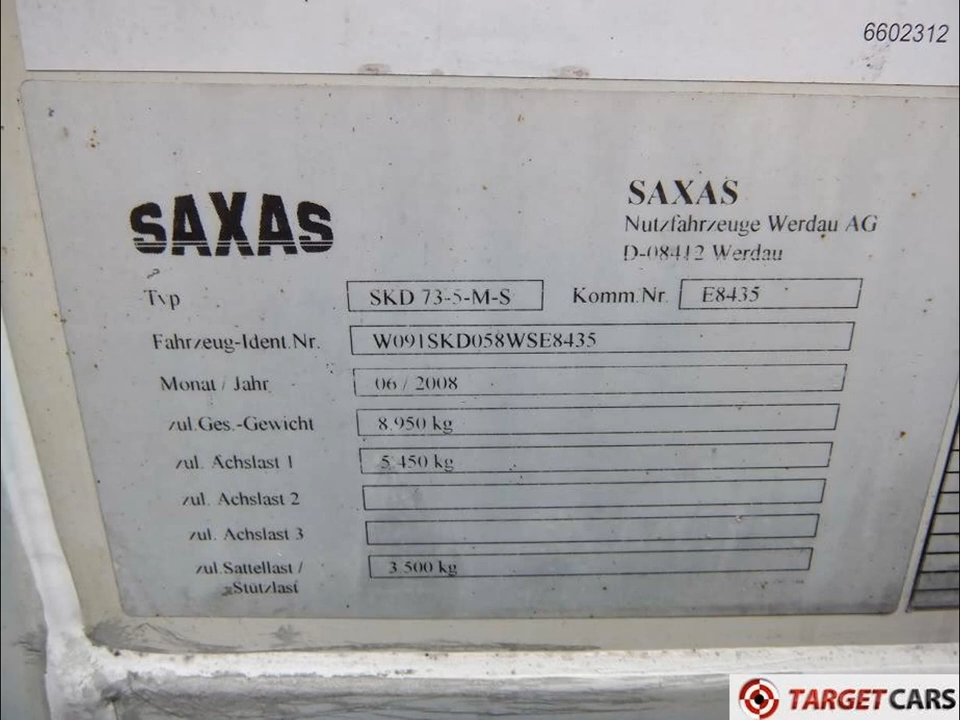 6602312
SAXAS
SAXAS
Nutzfahrzeuge Werdau AG
D-08412 Werdau
Typ SKD 73-5-M-S Komm.Nr. E8435
Fahrzeug-Ident.Nr. W091SKD058WSE8435
Monat / Jahr 06 / 2008
zul.Ges.-Gewicht 8.950 kg
zul. Achslast 1 5.450 kg
zul. Achslast 2
zul. Achslast 3
zul.Sattellast / 3.500 kg
Stützlast
TARGETCARS